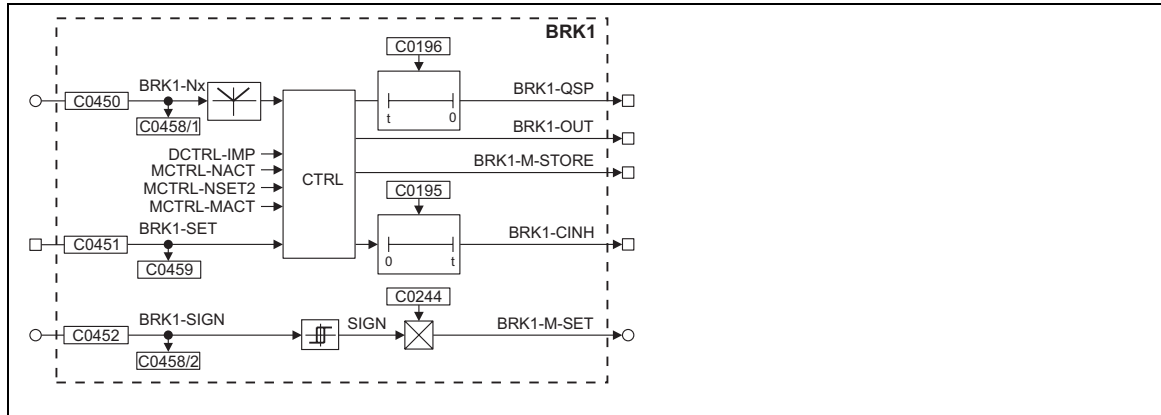 BRK1
C0196
BRK1-Nx
C0450
C0458/1
t 0
BRK1-QSP
BRK1-OUT
DCTRL-IMP
MCTRL-NACT
MCTRL-NSET2
MCTRL-MACT
CTRL
BRK1-M-STORE
C0195
BRK1-SET
C0451
C0459
0 t
BRK1-CINH
C0244
BRK1-SIGN
C0452
C0458/2
SIGN
BRK1-M-SET